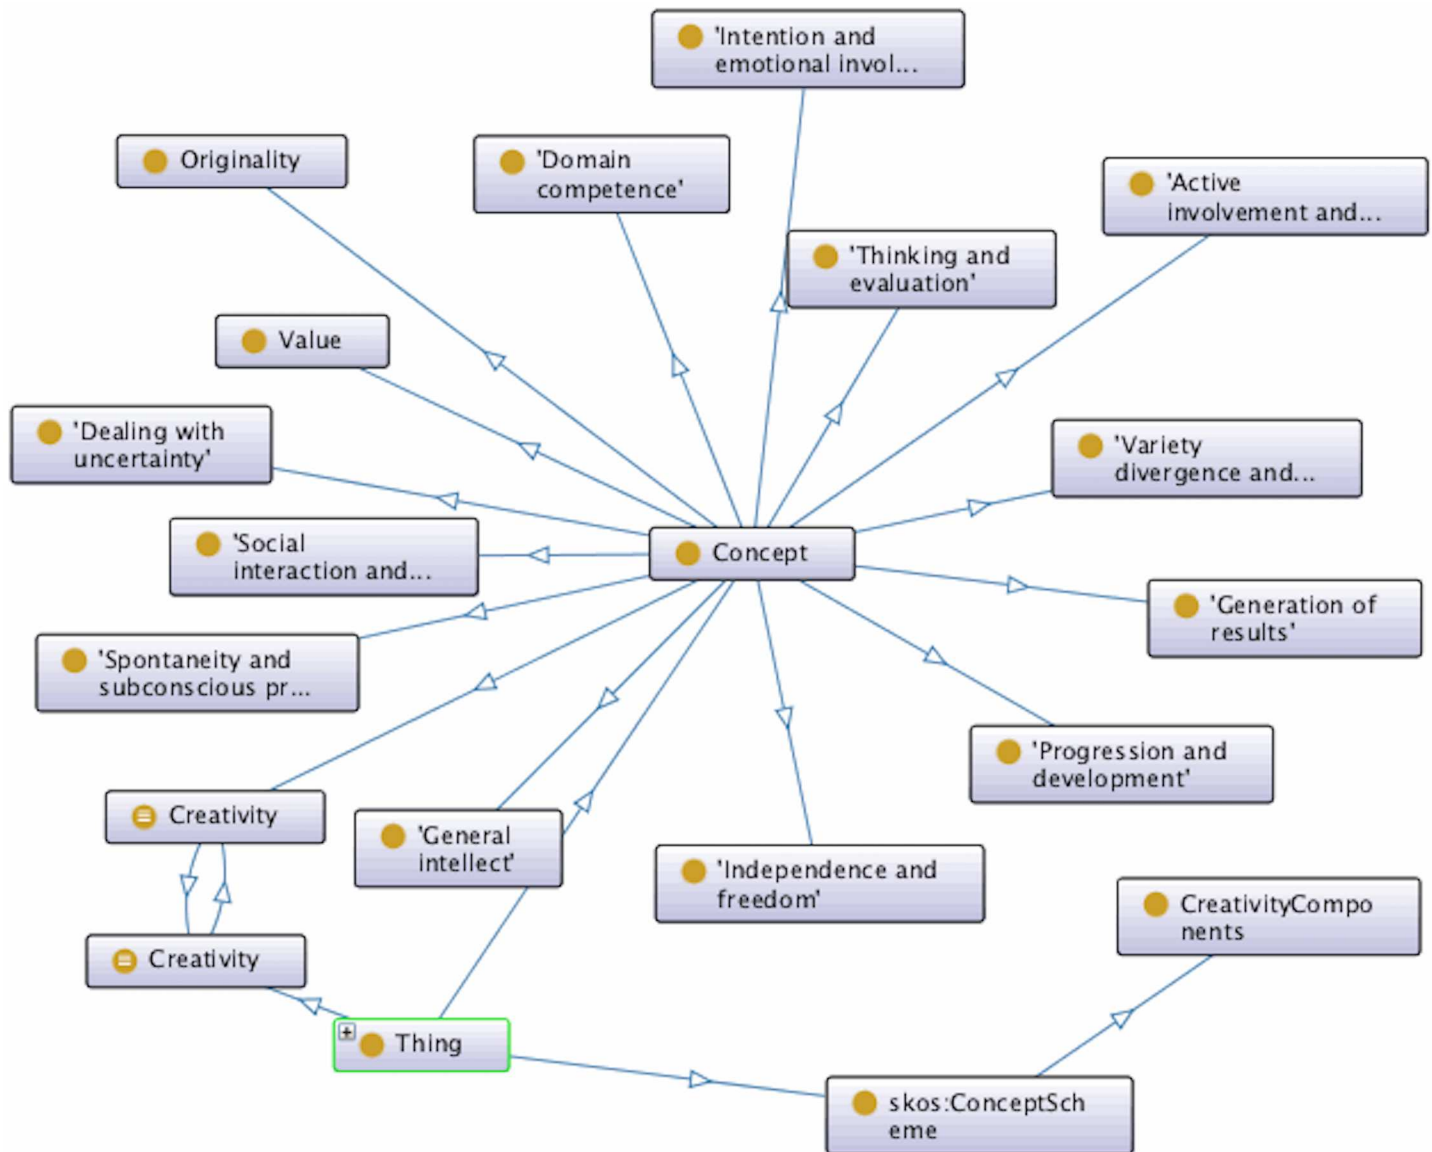 'Intention and
emotional invol...
Originality
'Domain
competence'
'Active
involvement and...
'Thinking and
evaluation'
Value
'Dealing with
uncertainty'
'Variety
divergence and...
'Social
interaction and...
Concept
'Generation of
results'
'Spontaneity and
subconscious pr...
'Progression and
development'
Creativity
'General
intellect'
'Independence and
freedom'
CreativityCompo
nents
Creativity
Thing
skos:ConceptSch
eme